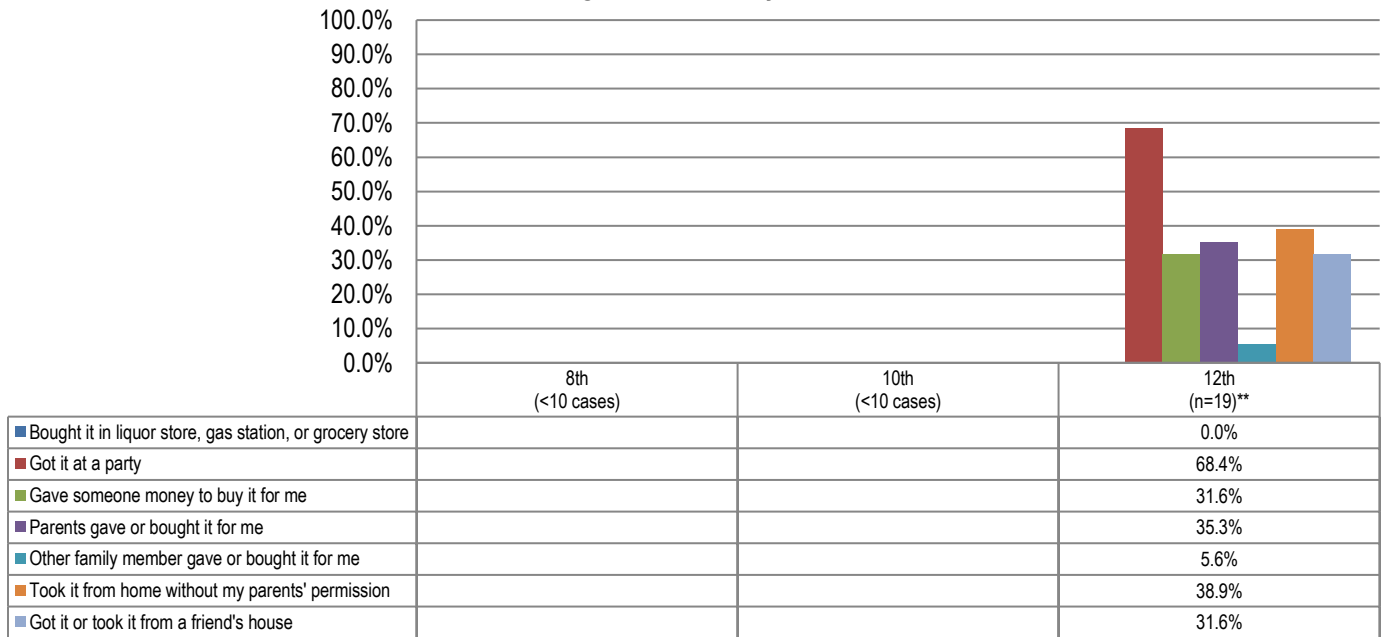 100.0%
90.0%
80.0%
70.0%
60.0%
50.0%
40.0%
30.0%
20.0%
10.0%
0.0%
8th
(<10 cases)
10th
(<10 cases)
12th
(n=19)**
Bought it in liquor store, gas station, or grocery store 0.0%
Got it at a party 68.4%
Gave someone money to buy it for me 31.6%
Parents gave or bought it for me 35.3%
Other family member gave or bought it for me 5.6%
Took it from home without my parents' permission 38.9%
Got it or took it from a friend's house 31.6%